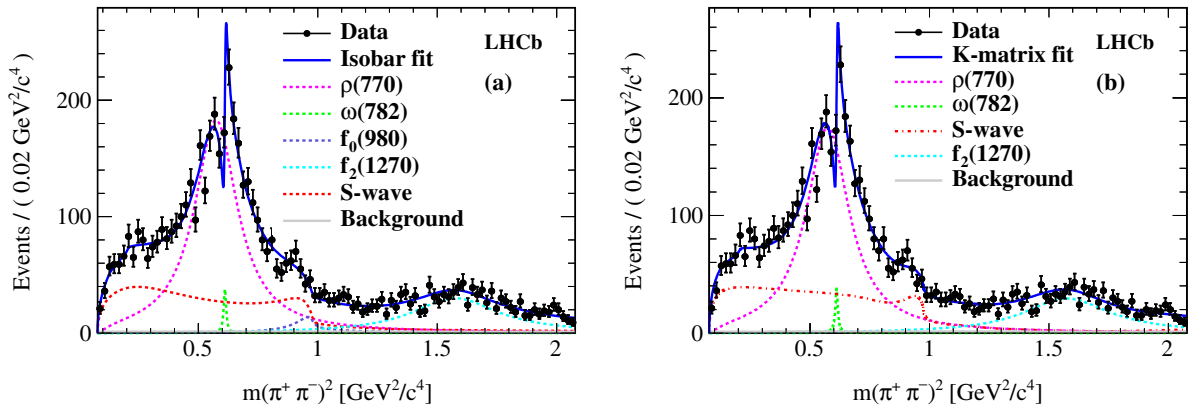 Events / ( 0.02 GeV²/c⁴)
200
100
0
Data
Isobar fit
ρ(770)
ω(782)
f₀(980)
f₂(1270)
S-wave
Background
LHCb
(a)
0.5
1
1.5
2
m(π⁺ π⁻)² [GeV²/c⁴]
Events / ( 0.02 GeV²/c⁴)
200
100
0
Data
K-matrix fit
ρ(770)
ω(782)
S-wave
f₂(1270)
Background
LHCb
(b)
0.5
1
1.5
2
m(π⁺ π⁻)² [GeV²/c⁴]